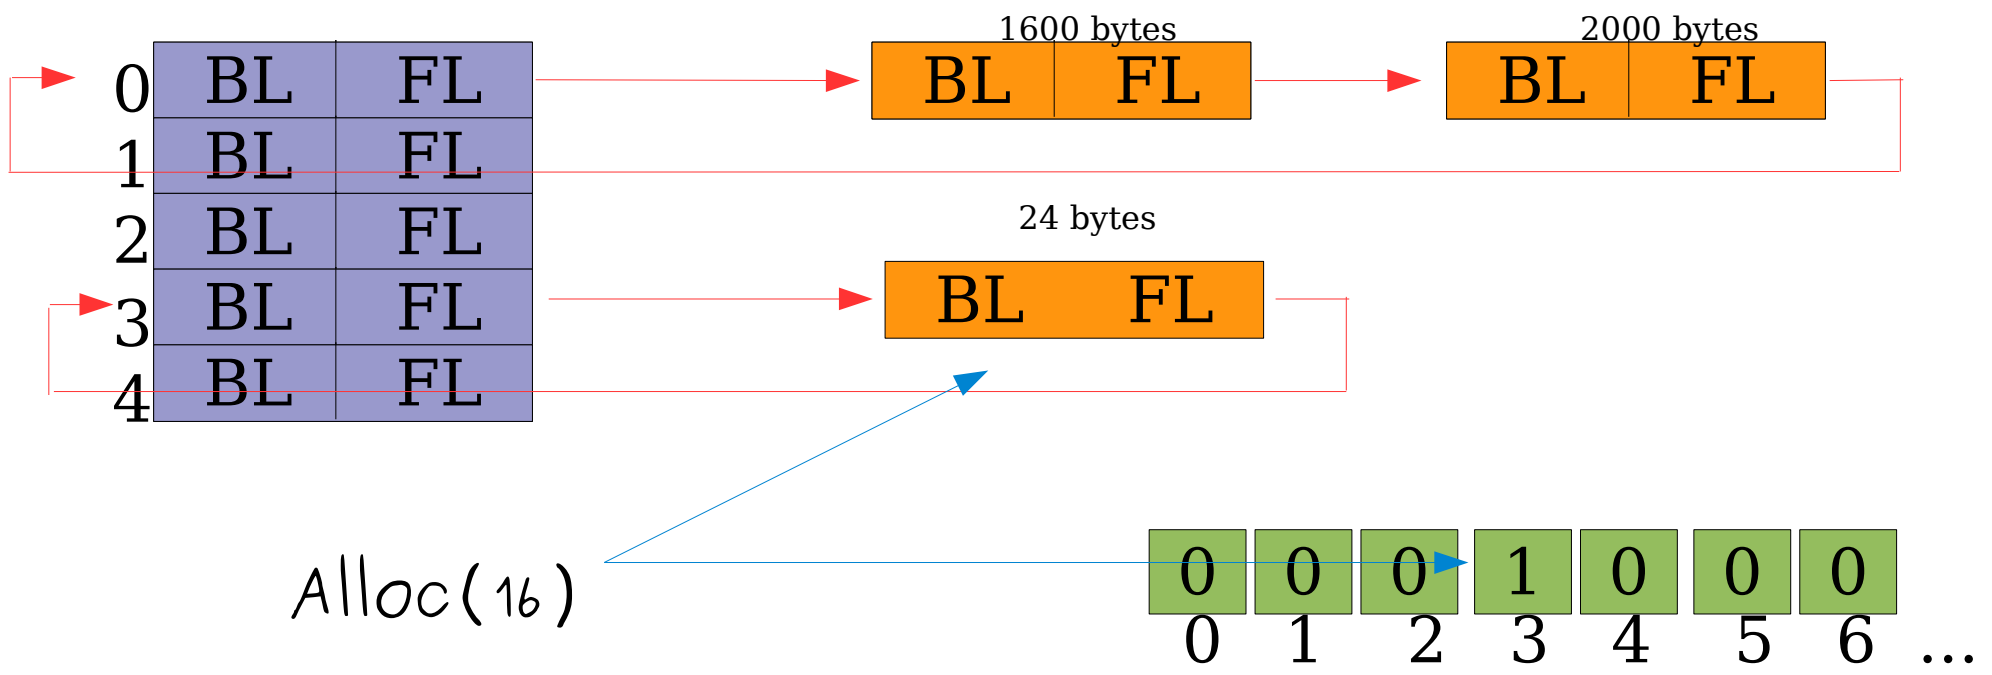 1600 bytes 2000 bytes
0 BL FL BL FL BL FL
1 BL FL
2 BL FL
24 bytes
3 BL FL BL FL
4 BL FL
Alloc(16)
0 0 0 1 0 0 0
0 1 2 3 4 5 6 ...